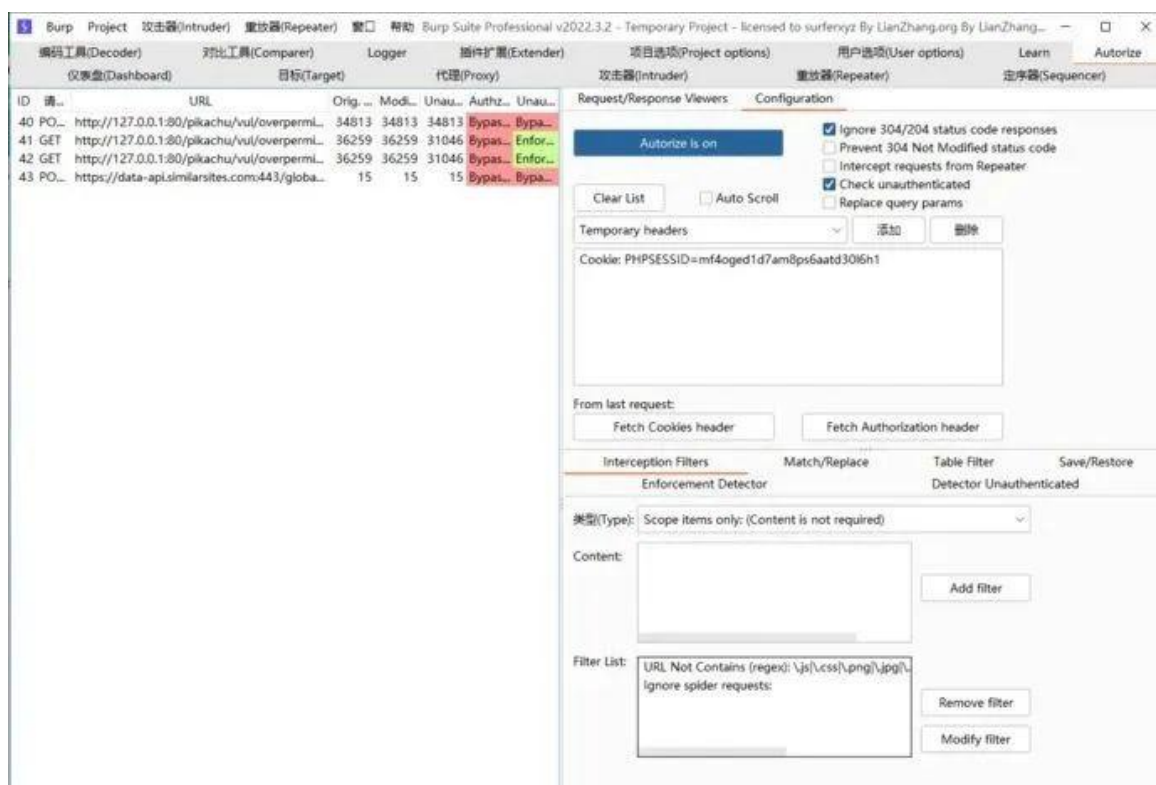 Burp Project 攻击器(Intruder) 重放器(Repeater) 窗口 帮助 Burp Suite Professional v2022.3.2 - Temporary Project - licensed to surferxyz By LianZhang.org By LianZhang...
编码工具(Decoder) 对比工具(Comparer) Logger 插件扩展(Extender) 项目选项(Project options) 用户选项(User options) Learn Autorize
仪表盘(Dashboard) 目标(Target) 代理(Proxy) 攻击器(Intruder) 重放器(Repeater) 定序器(Sequencer)
ID 请... URL Orig. ... Modi... Unau... Authz... Unau...
40 PO... http://127.0.0.1:80/pikachu/vul/overpermi... 34813 34813 34813 Bypas... Bypa...
41 GET http://127.0.0.1:80/pikachu/vul/overpermi... 36259 36259 31046 Bypas... Enfor...
42 GET http://127.0.0.1:80/pikachu/vul/overpermi... 36259 36259 31046 Bypas... Enfor...
43 PO... https://data-api.similarsites.com:443/globa... 15 15 15 Bypas... Bypa...
Request/Response Viewers Configuration
Autorize is on
Ignore 304/204 status code responses
Prevent 304 Not Modified status code
Intercept requests from Repeater
Check unauthenticated
Replace query params
Clear List Auto Scroll
Temporary headers 添加 删除
Cookie: PHPSESSID=mf4oged1d7am8ps6aatd30l6h1
From last request:
Fetch Cookies header Fetch Authorization header
Interception Filters Match/Replace Table Filter Save/Restore
Enforcement Detector Detector Unauthenticated
类型(Type): Scope items only: (Content is not required)
Content:
Add filter
Filter List:
URL Not Contains (regex): \.js|\.css|\.png|\.jpg|\.
Ignore spider requests:
Remove filter
Modify filter